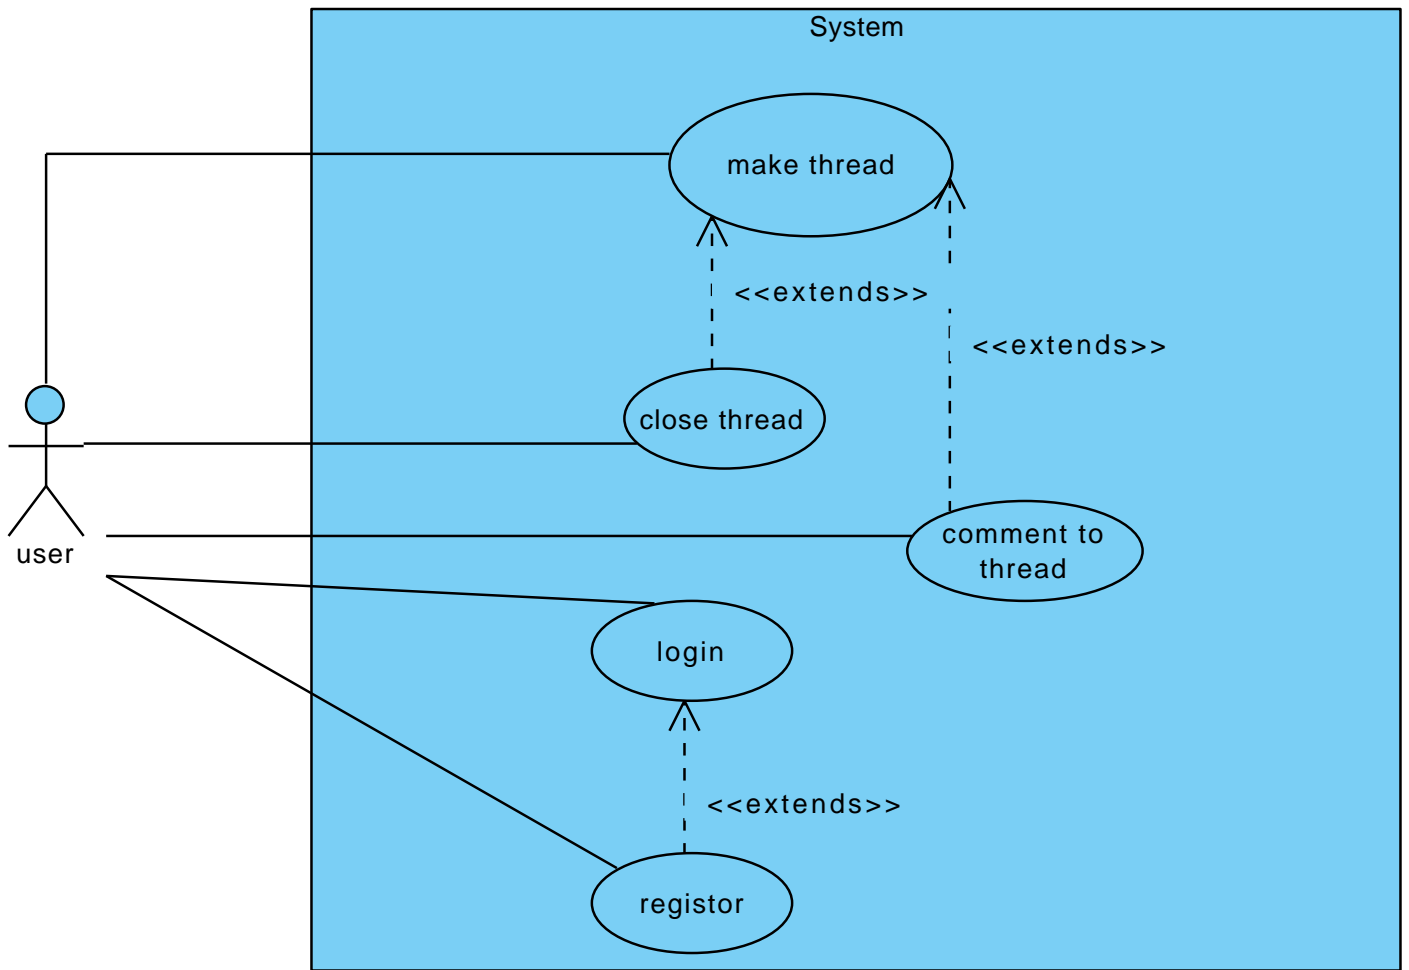 System
make thread
<<extends>>
<<extends>>
close thread
comment to
thread
user
login
<<extends>>
registor